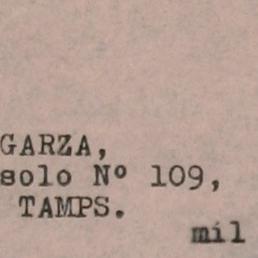 GARZA,
solo Nº 109,
TAMPS.
mil